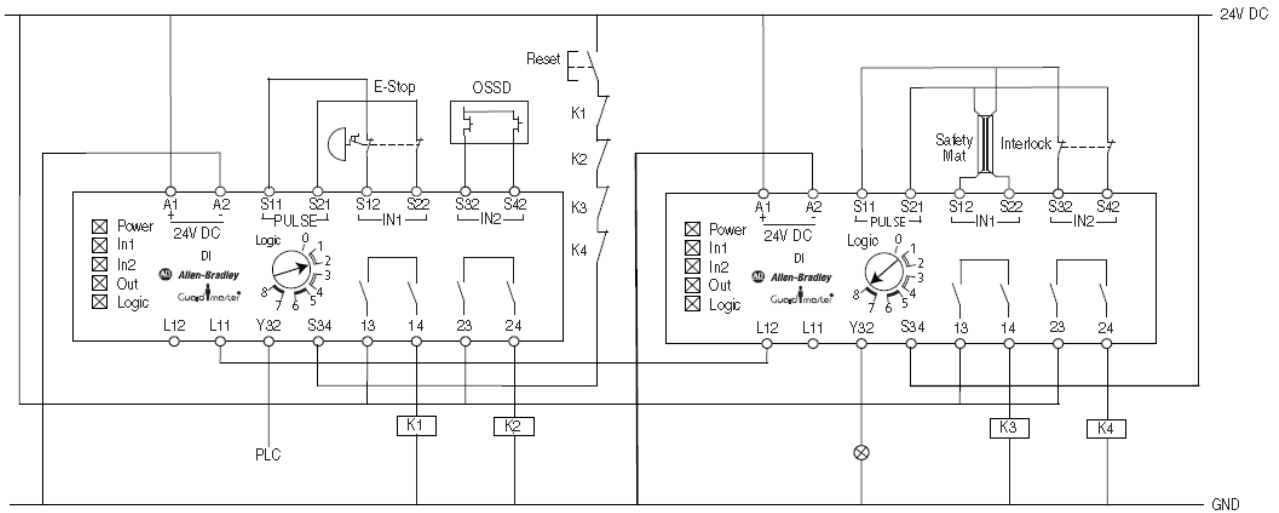 24V DC
Reset
E-Stop
OSSD
K1
K2
K3
K4
Safety
Mat
Interlock
A1 A2 S11 S21 S12 S22 S32 S42
+ - PULSE IN1 IN2
24V DC
Power
In1
In2
Out
Logic
DI
AB Allen-Bradley
Guardmaster
Logic
0
1
2
3
4
5
6
7
8
L12 L11 Y32 S34 13 14 23 24
A1 A2 S11 S21 S12 S22 S32 S42
+ - PULSE IN1 IN2
24V DC
Power
In1
In2
Out
Logic
DI
AB Allen-Bradley
Guardmaster
Logic
0
1
2
3
4
5
6
7
8
L12 L11 Y32 S34 13 14 23 24
K1 K2
K3 K4
PLC
GND